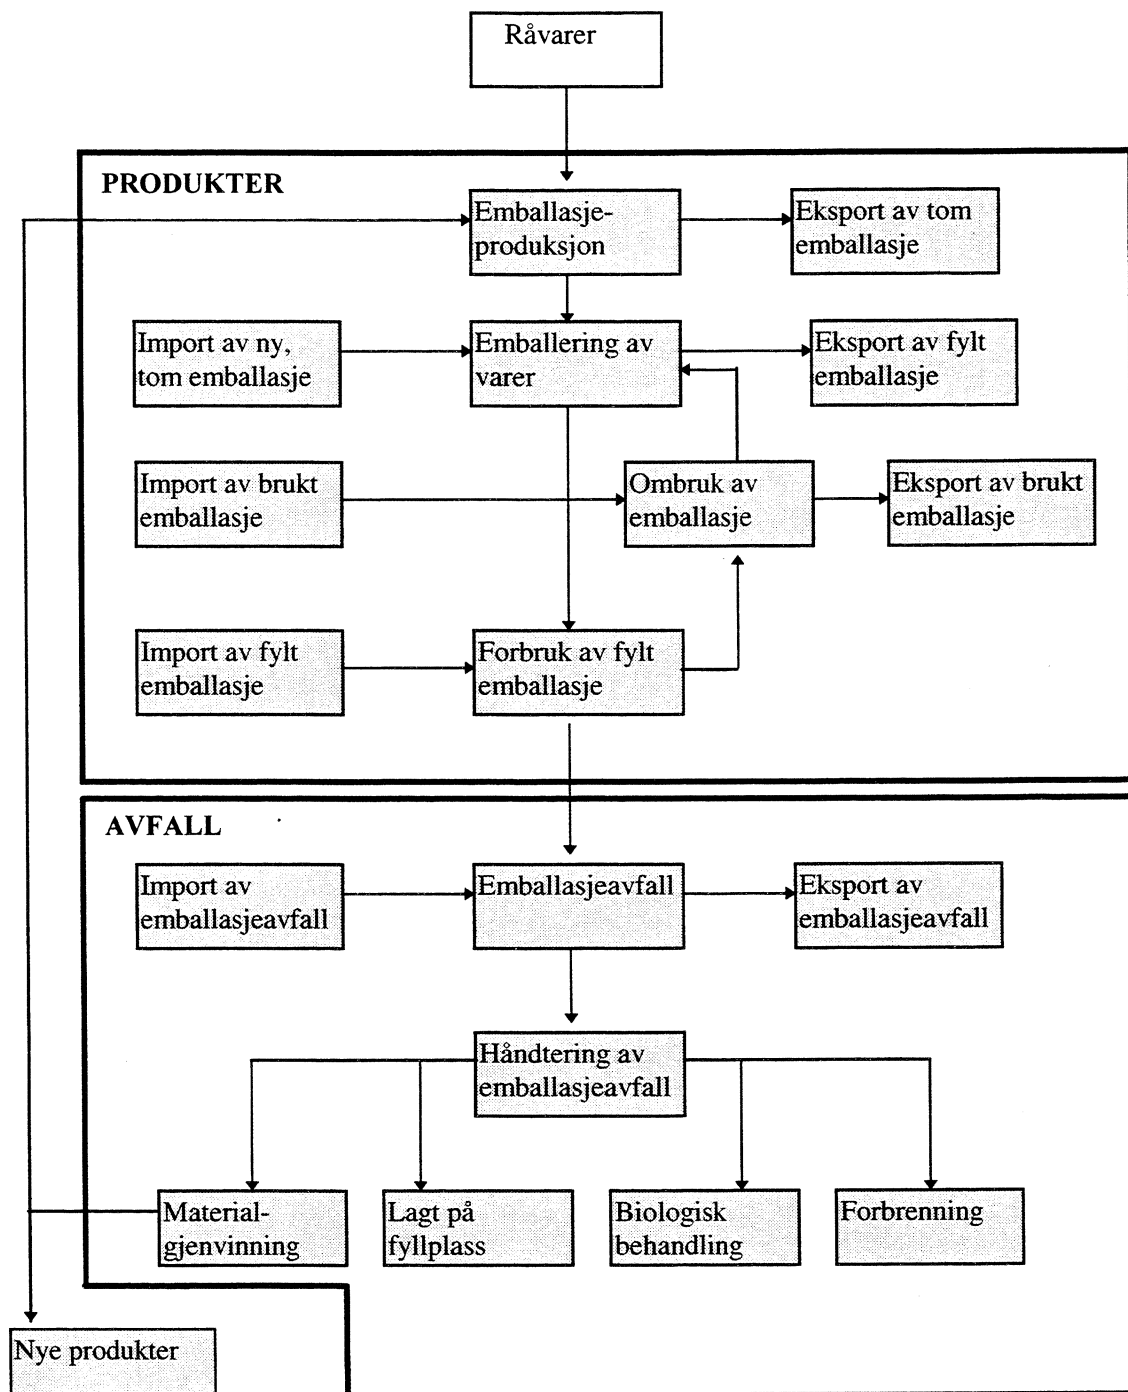 Råvarer
PRODUKTER
Emballasje-
produksjon
Eksport av tom
emballasje
Import av ny,
tom emballasje
Emballering av
varer
Eksport av fylt
emballasje
Import av brukt
emballasje
Ombruk av
emballasje
Eksport av brukt
emballasje
Import av fylt
emballasje
Forbruk av fylt
emballasje
AVFALL
Import av
emballasjeavfall
Emballasjeavfall
Eksport av
emballasjeavfall
Håndtering av
emballasjeavfall
Material-
gjenvinning
Lagt på
fyllplass
Biologisk
behandling
Forbrenning
Nye produkter